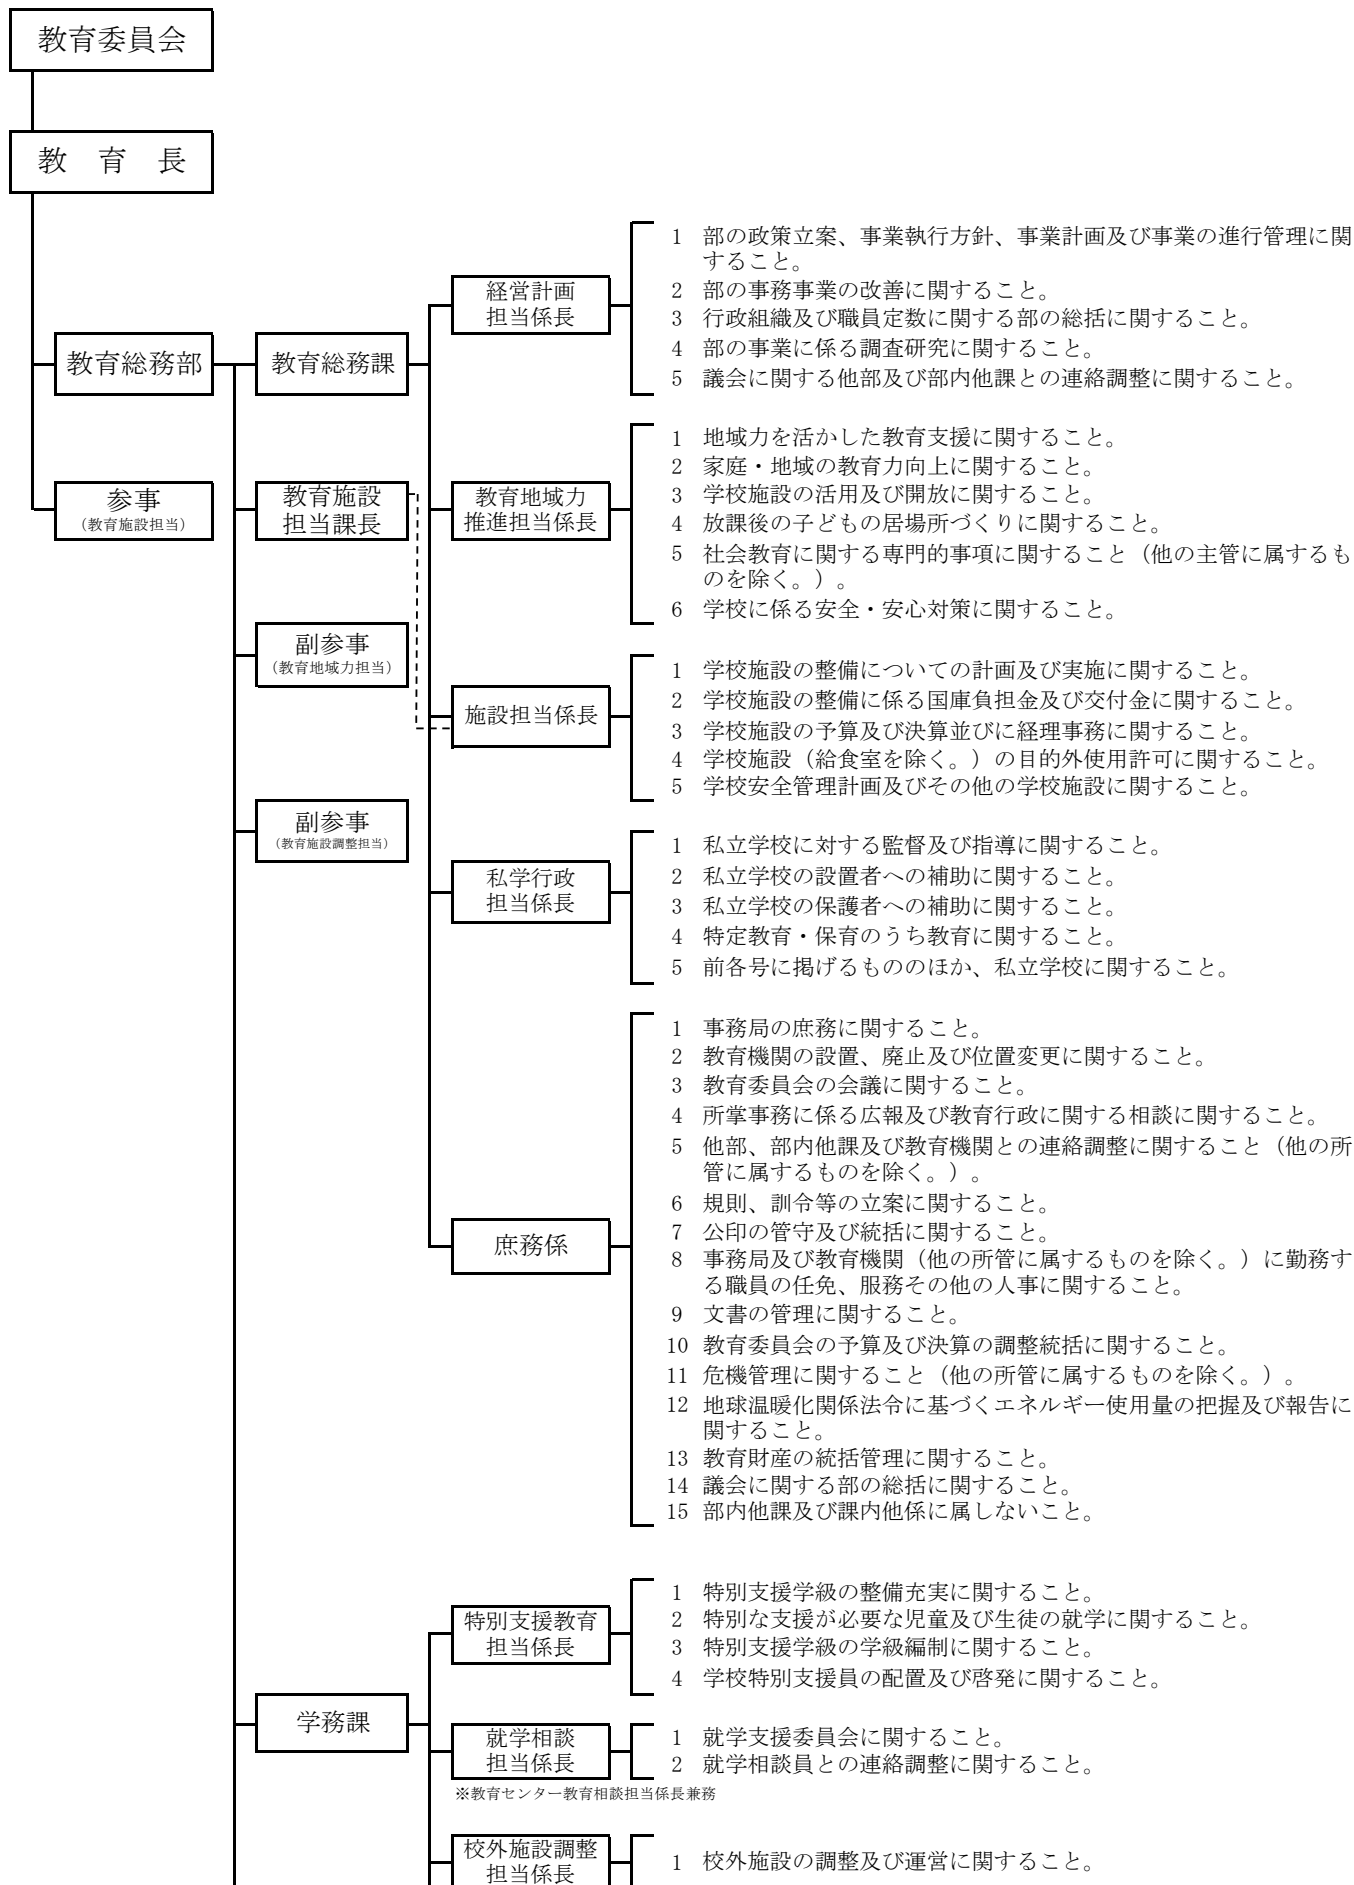 教育委員会
教　育　長
教育総務部
参事
（教育施設担当）
教育総務課
教育施設
担当課長
副参事
（教育地域力担当）
副参事
（教育施設調整担当）
経営計画
担当係長
1 部の政策立案、事業執行方針、事業計画及び事業の進行管理に関
すること。
2 部の事務事業の改善に関すること。
3 行政組織及び職員定数に関する部の総括に関すること。
4 部の事業に係る調査研究に関すること。
5 議会に関する他部及び部内他課との連絡調整に関すること。
教育地域力
推進担当係長
1 地域力を活かした教育支援に関すること。
2 家庭・地域の教育力向上に関すること。
3 学校施設の活用及び開放に関すること。
4 放課後の子どもの居場所づくりに関すること。
5 社会教育に関する専門的事項に関すること（他の主管に属するも
のを除く。）。
6 学校に係る安全・安心対策に関すること。
施設担当係長
1 学校施設の整備についての計画及び実施に関すること。
2 学校施設の整備に係る国庫負担金及び交付金に関すること。
3 学校施設の予算及び決算並びに経理事務に関すること。
4 学校施設（給食室を除く。）の目的外使用許可に関すること。
5 学校安全管理計画及びその他の学校施設に関すること。
私学行政
担当係長
1 私立学校に対する監督及び指導に関すること。
2 私立学校の設置者への補助に関すること。
3 私立学校の保護者への補助に関すること。
4 特定教育・保育のうち教育に関すること。
5 前各号に掲げるもののほか、私立学校に関すること。
庶務係
1 事務局の庶務に関すること。
2 教育機関の設置、廃止及び位置変更に関すること。
3 教育委員会の会議に関すること。
4 所掌事務に係る広報及び教育行政に関する相談に関すること。
5 他部、部内他課及び教育機関との連絡調整に関すること（他の所
管に属するものを除く。）。
6 規則、訓令等の立案に関すること。
7 公印の管守及び統括に関すること。
8 事務局及び教育機関（他の所管に属するものを除く。）に勤務す
る職員の任免、服務その他の人事に関すること。
9 文書の管理に関すること。
10 教育委員会の予算及び決算の調整統括に関すること。
11 危機管理に関すること（他の所管に属するものを除く。）。
12 地球温暖化関係法令に基づくエネルギー使用量の把握及び報告に
関すること。
13 教育財産の統括管理に関すること。
14 議会に関する部の総括に関すること。
15 部内他課及び課内他係に属しないこと。
学務課
特別支援教育
担当係長
1 特別支援学級の整備充実に関すること。
2 特別な支援が必要な児童及び生徒の就学に関すること。
3 特別支援学級の学級編制に関すること。
4 学校特別支援員の配置及び啓発に関すること。
就学相談
担当係長
1 就学支援委員会に関すること。
2 就学相談員との連絡調整に関すること。
※教育センター教育相談担当係長兼務
校外施設調整
担当係長
1 校外施設の調整及び運営に関すること。